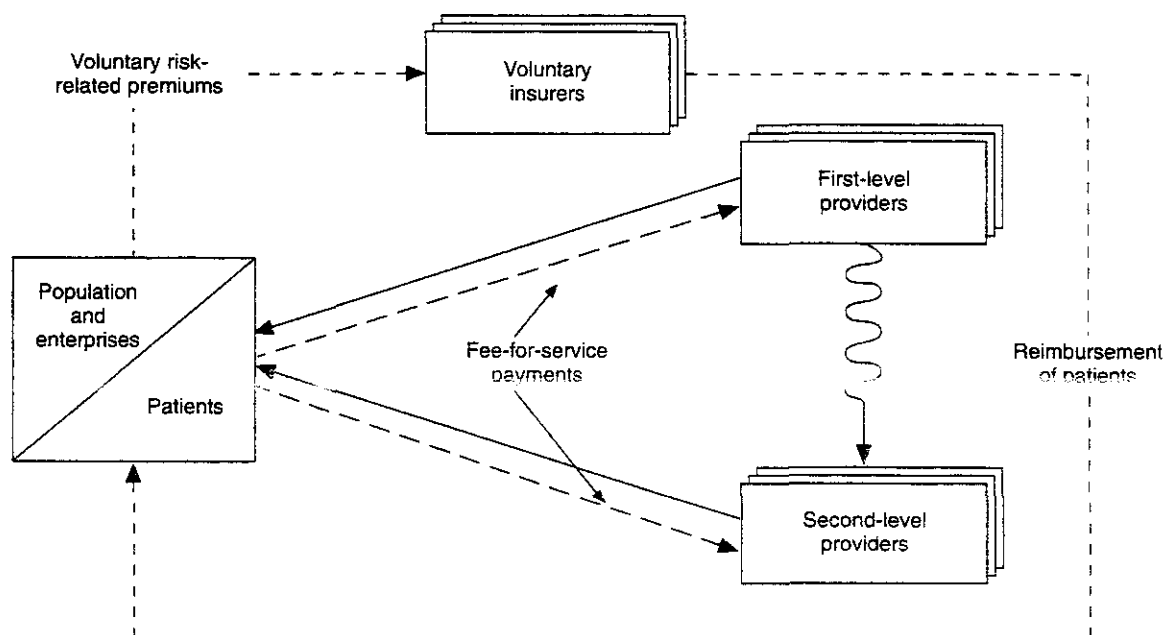 Voluntary risk-
related premiums
Voluntary
insurers
First-level
providers
Population
and
enterprises
Patients
Fee-for-service
payments
Reimbursement
of patients
Second-level
providers